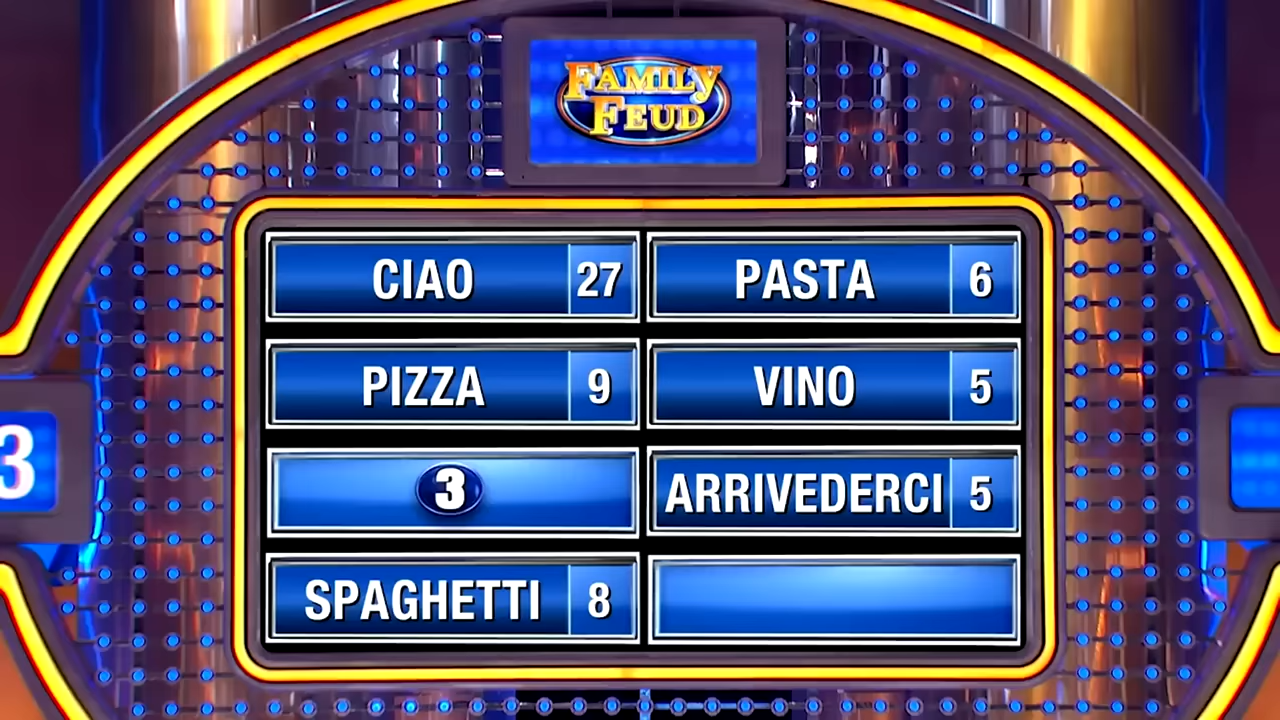 FAMILY
FEUD
CIAO 27
PASTA 6
PIZZA 9
VINO 5
3
3
ARRIVEDERCI 5
SPAGHETTI 8